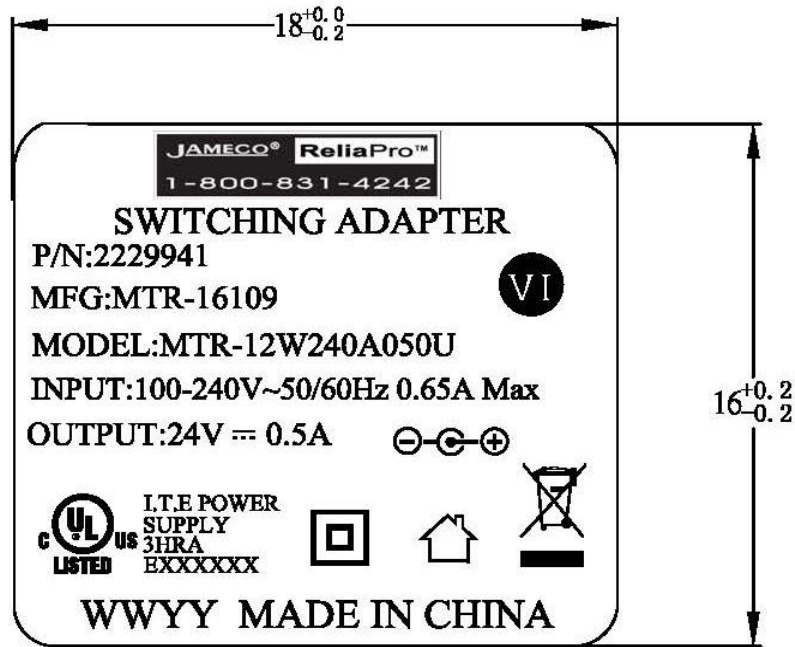 18+0.0
-0.2
JAMECO® ReliaPro™
1-800-831-4242
SWITCHING ADAPTER
P/N:2229941
MFG:MTR-16109
VI
MODEL:MTR-12W240A050U
INPUT:100-240V~50/60Hz 0.65A Max
OUTPUT:24V ⎓ 0.5A
16+0.2
-0.2
C UL US
®
LISTED
I.T.E POWER
SUPPLY
3HRA
EXXXXXX
WWYY MADE IN CHINA